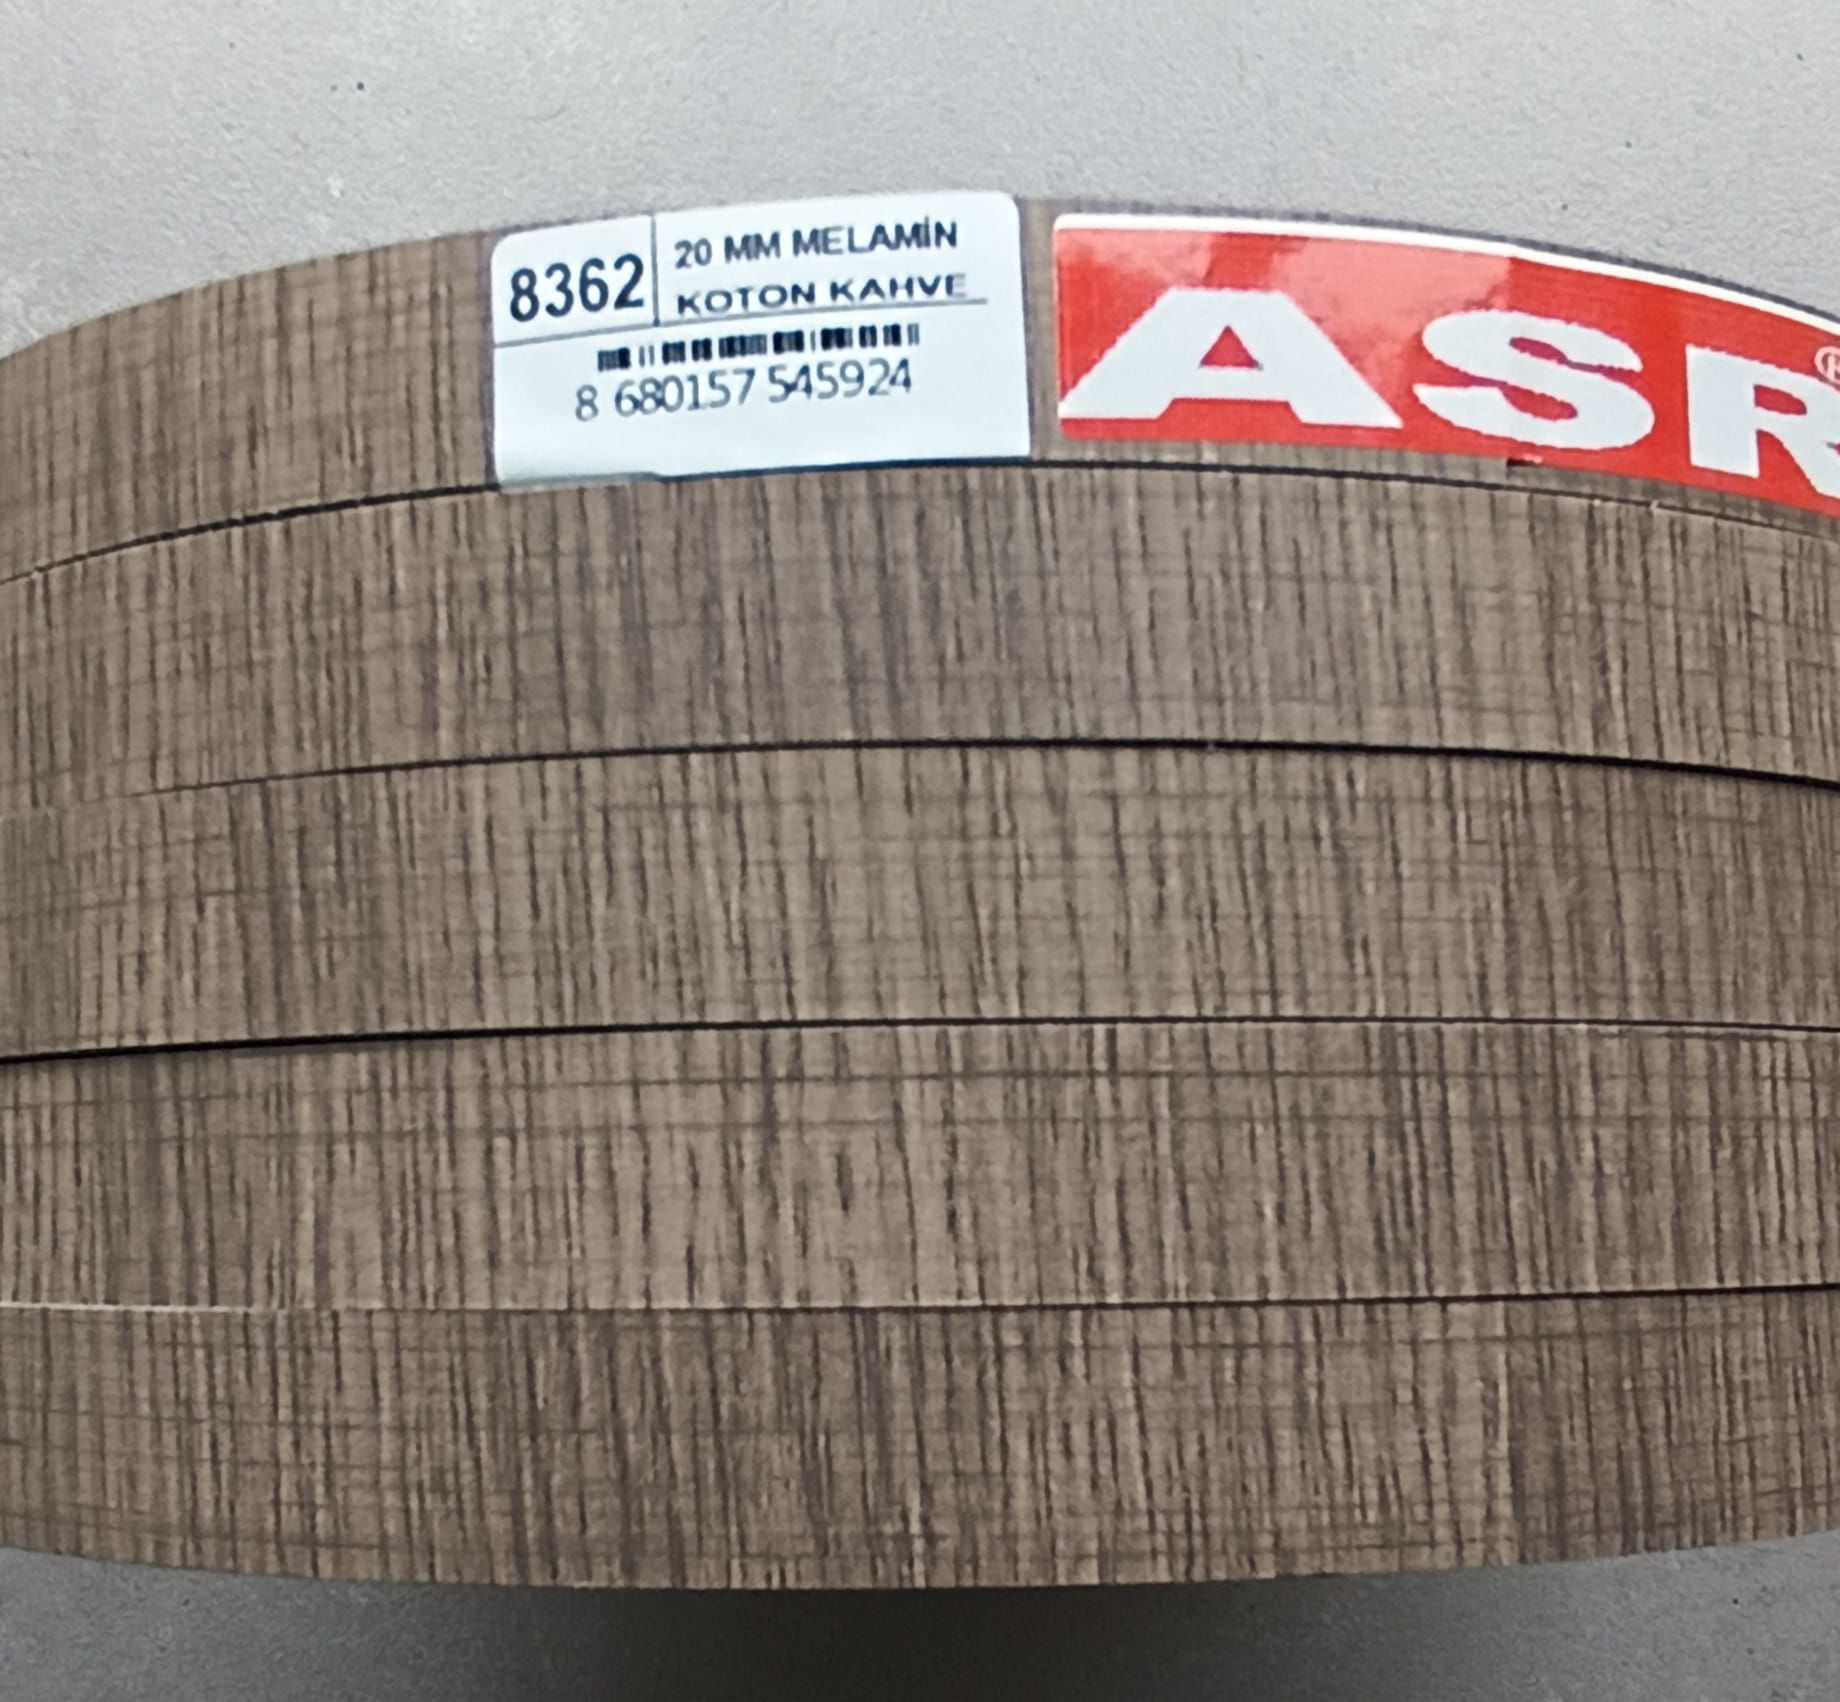 8362
20 MM MELAMİN
KOTON KAHVE
8 680157 545924
ASR